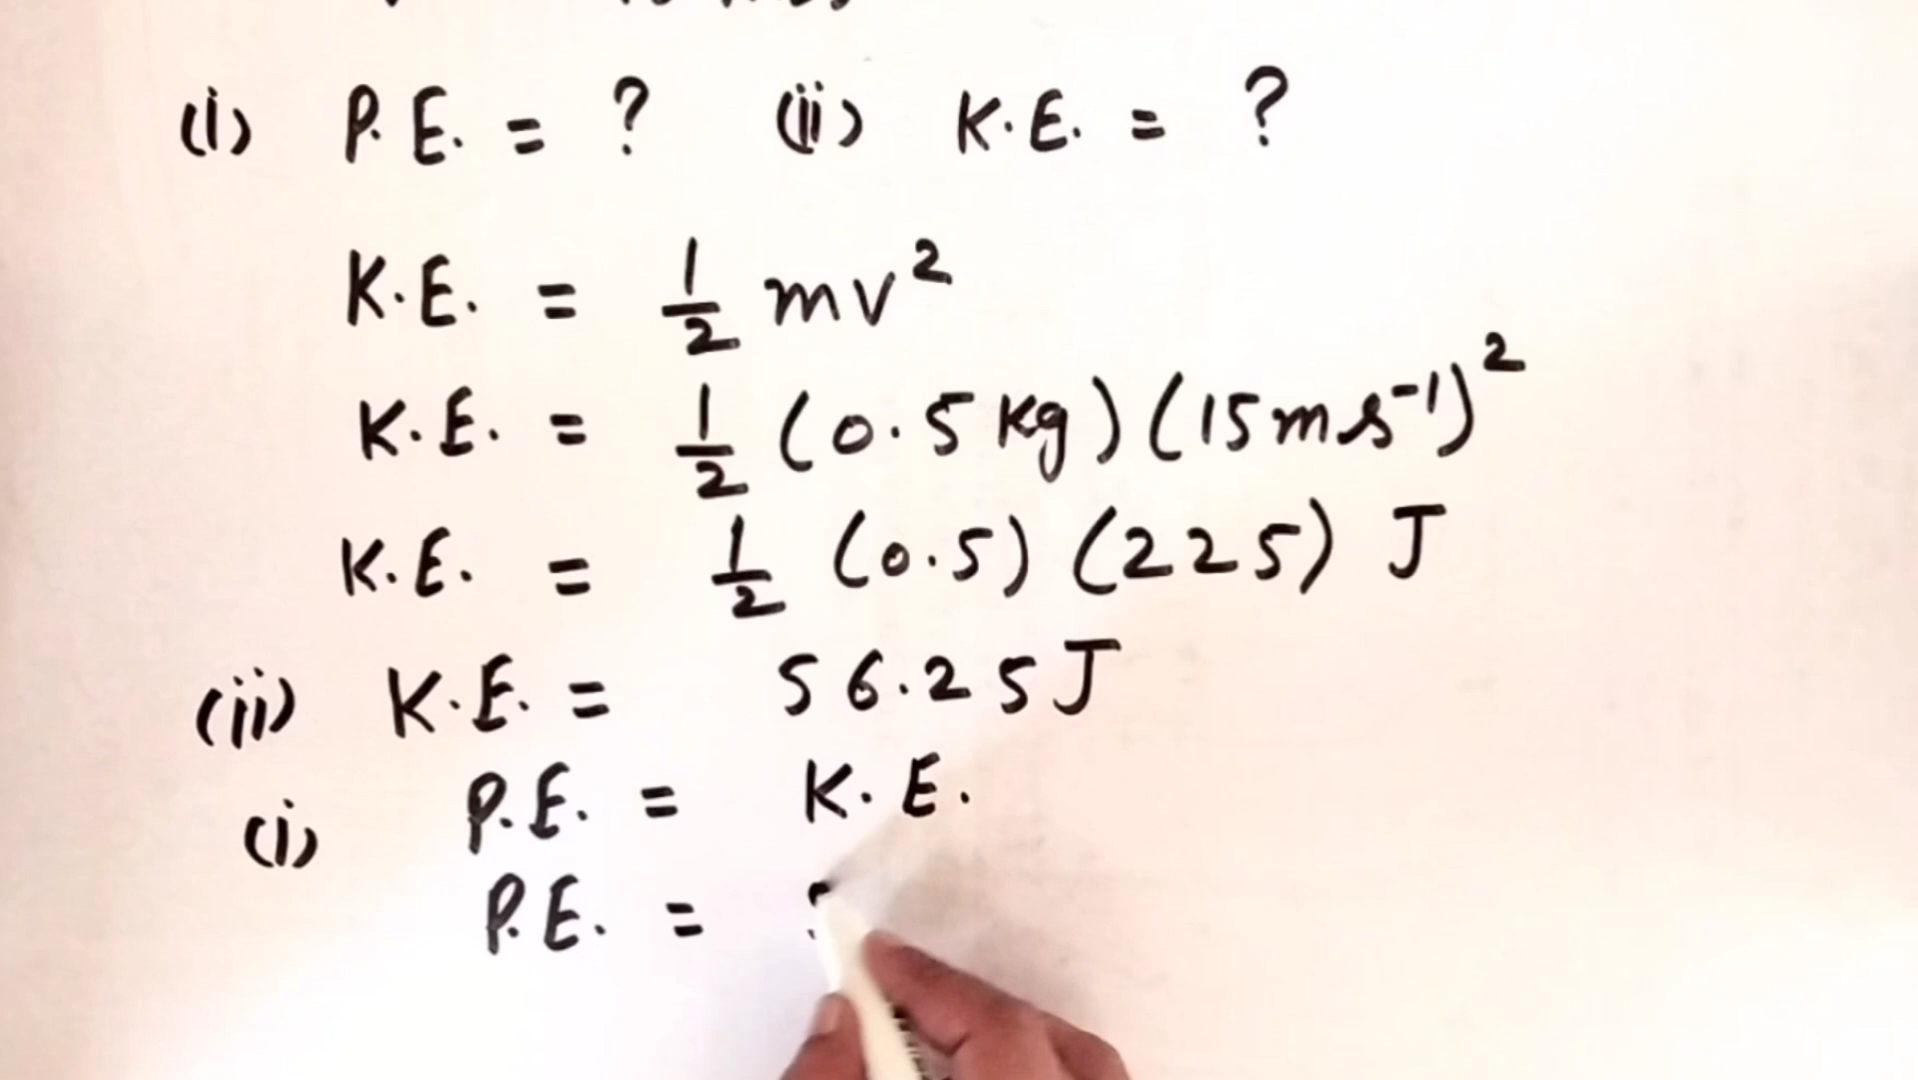 (i) P.E. = ? (ii) K.E. = ?
K.E. = 1/2 mv²
K.E. = 1/2 (0.5 kg) (15 ms⁻¹)²
K.E. = 1/2 (0.5) (225) J
(ii) K.E. = 56.25 J
(i) P.E. = K.E.
P.E. =